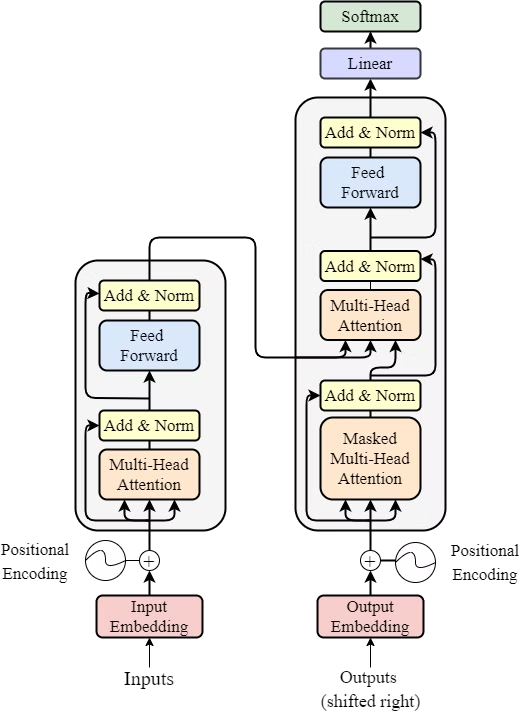 Softmax
Linear
Add & Norm
Feed
Forward
Add & Norm
Multi-Head
Attention
Add & Norm
Masked
Multi-Head
Attention
Add & Norm
Feed
Forward
Add & Norm
Multi-Head
Attention
Positional
Encoding
Positional
Encoding
Input
Embedding
Output
Embedding
Inputs
Outputs
(shifted right)